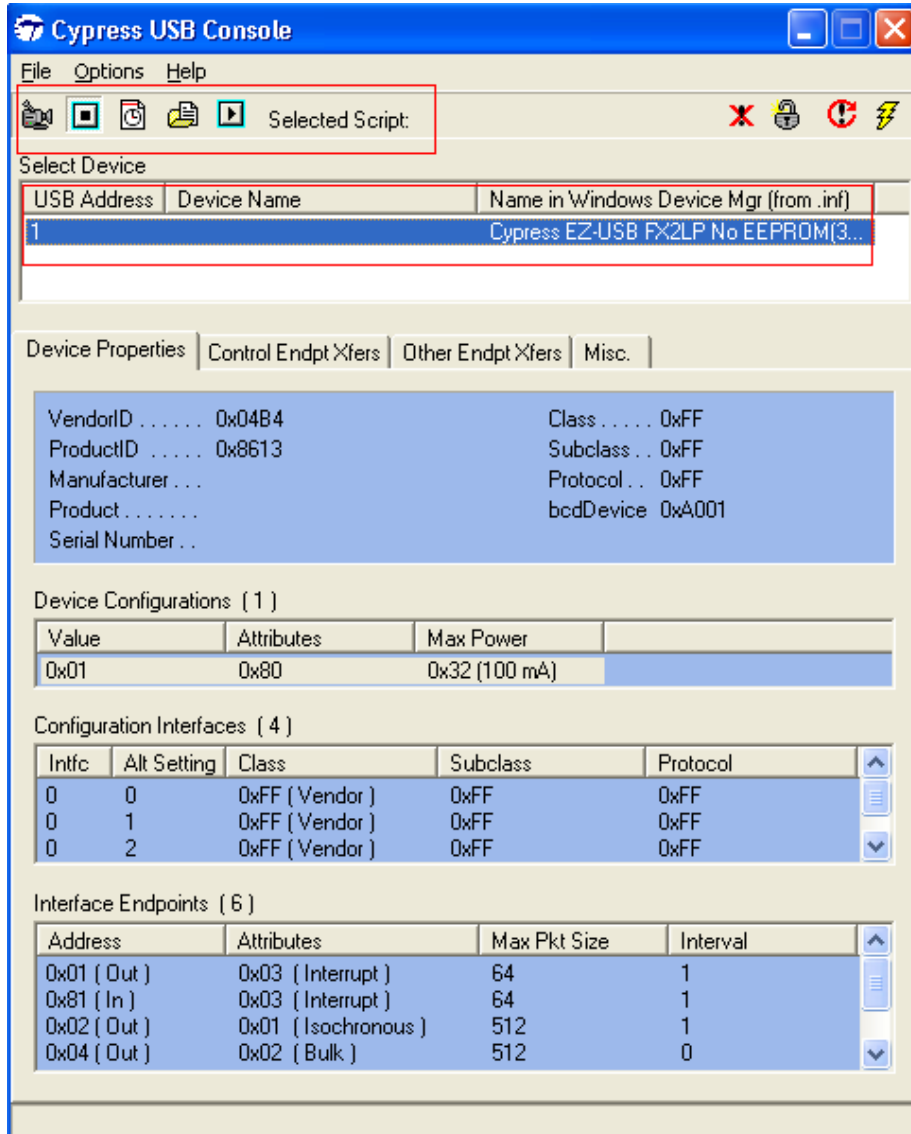 Cypress USB Console
File Options Help
Selected Script:
Select Device
USB Address Device Name Name in Windows Device Mgr (from .inf)
1 Cypress EZ-USB FX2LP No EEPROM(3...
Device Properties Control Endpt Xfers Other Endpt Xfers Misc.
VendorID . . . . . . 0x04B4 Class . . . . . 0xFF
ProductID . . . . . 0x8613 Subclass . . 0xFF
Manufacturer . . . Protocol . . 0xFF
Product . . . . . . . bcdDevice 0xA001
Serial Number . .
Device Configurations ( 1 )
Value Attributes Max Power
0x01 0x80 0x32 (100 mA)
Configuration Interfaces ( 4 )
Intfc Alt Setting Class Subclass Protocol
0 0 0xFF ( Vendor ) 0xFF 0xFF
0 1 0xFF ( Vendor ) 0xFF 0xFF
0 2 0xFF ( Vendor ) 0xFF 0xFF
Interface Endpoints ( 6 )
Address Attributes Max Pkt Size Interval
0x01 ( Out ) 0x03 ( Interrupt ) 64 1
0x81 ( In ) 0x03 ( Interrupt ) 64 1
0x02 ( Out ) 0x01 ( Isochronous ) 512 1
0x04 ( Out ) 0x02 ( Bulk ) 512 0